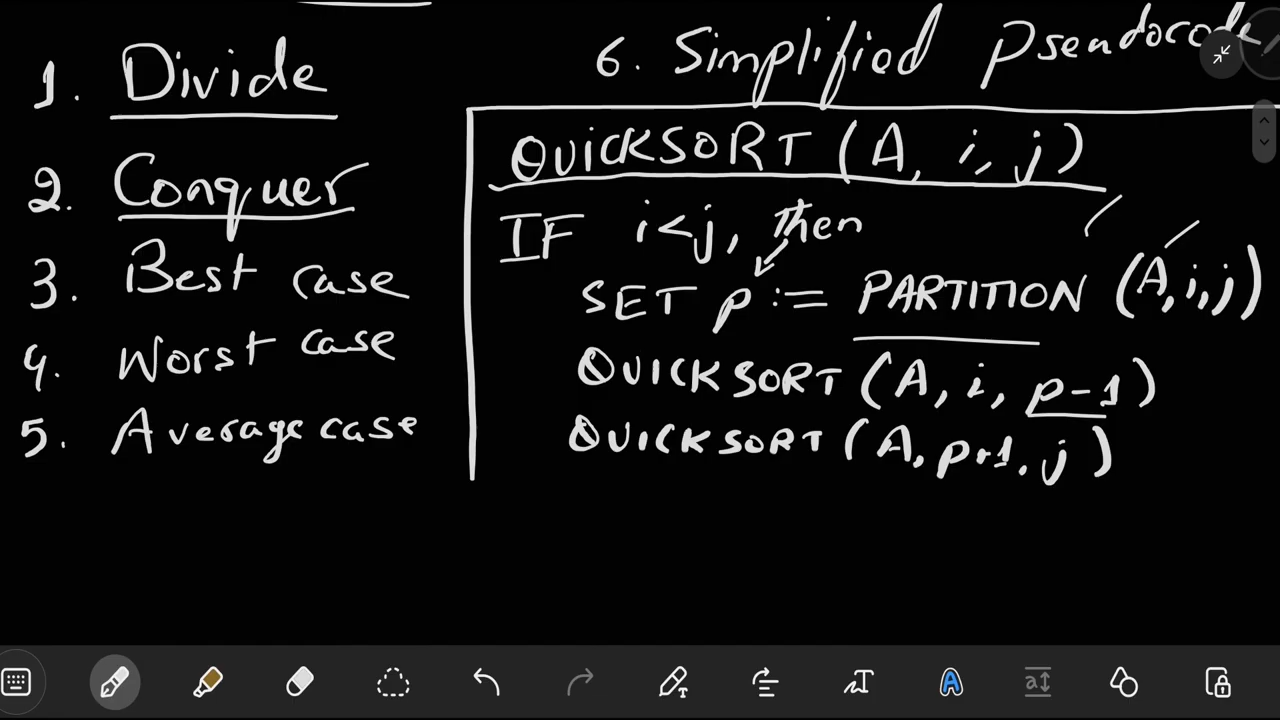 1. Divide
2. Conquer
3. Best case
4. Worst case
5. Average case
6. Simplified Pseudocode
QUICKSORT (A, i, j)
IF i<j, then
SET p := PARTITION (A,i,j)
QUICKSORT (A, i, p-1)
QUICKSORT (A, p+1, j)